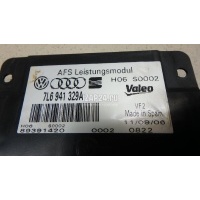 AFS Leistungsmodul
H06 S0002
7L6 941 329A
Valeo
VF2
Made in Spain
11/09/06
H06 S0002
89391420 0002 0822